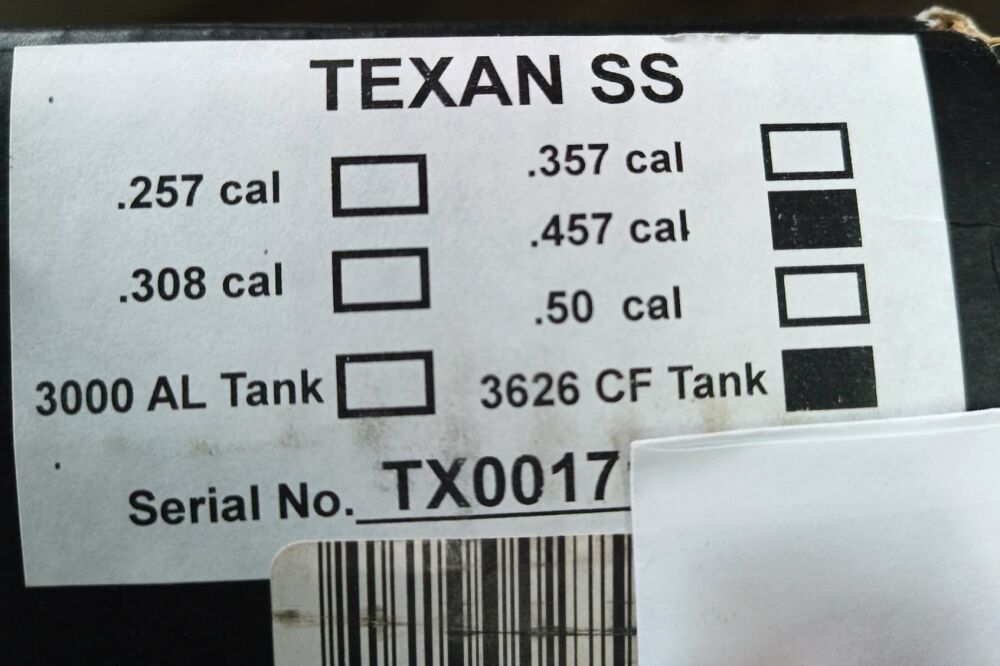 TEXAN SS
.257 cal
.357 cal
.457 cal
.308 cal
.50 cal
3000 AL Tank
3626 CF Tank
Serial No. TX0017